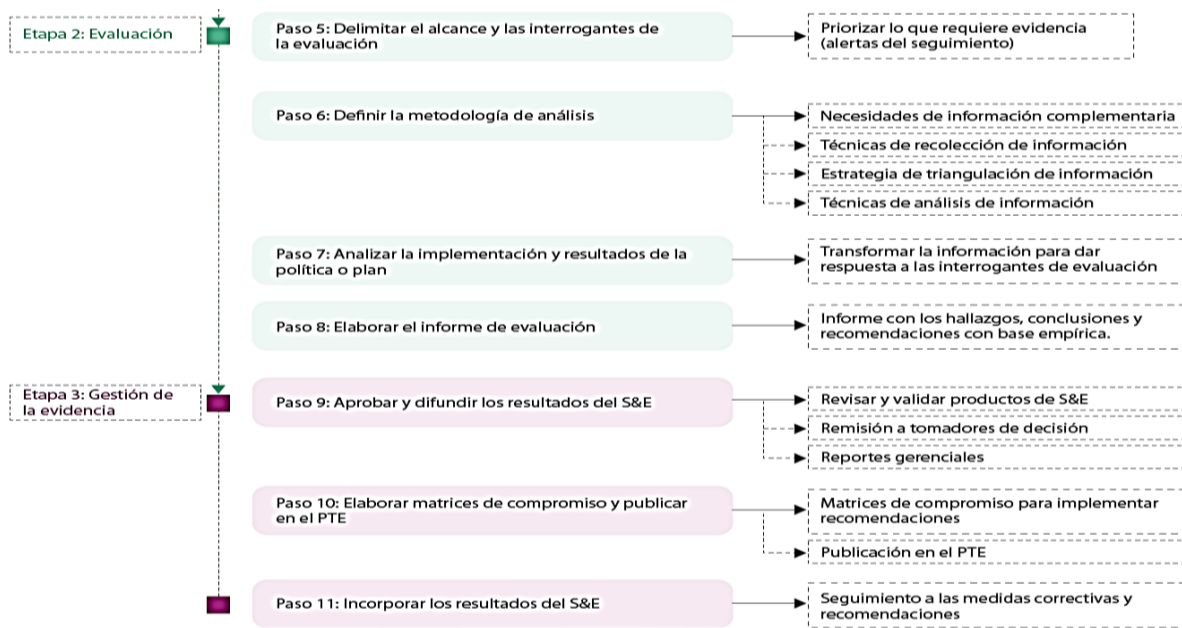 Etapa 2: Evaluación
Paso 5: Delimitar el alcance y las interrogantes de
la evaluación
Priorizar lo que requiere evidencia
(alertas del seguimiento)
Paso 6: Definir la metodología de análisis
Necesidades de información complementaria
Técnicas de recolección de información
Estrategia de triangulación de información
Técnicas de análisis de información
Paso 7: Analizar la implementación y resultados de la
política o plan
Transformar la información para dar
respuesta a las interrogantes de evaluación
Paso 8: Elaborar el informe de evaluación
Informe con los hallazgos, conclusiones y
recomendaciones con base empírica.
Etapa 3: Gestión de
la evidencia
Paso 9: Aprobar y difundir los resultados del S&E
Revisar y validar productos de S&E
Remisión a tomadores de decisión
Reportes gerenciales
Paso 10: Elaborar matrices de compromiso y publicar
en el PTE
Matrices de compromiso para implementar
recomendaciones
Publicación en el PTE
Paso 11: Incorporar los resultados del S&E
Seguimiento a las medidas correctivas y
recomendaciones